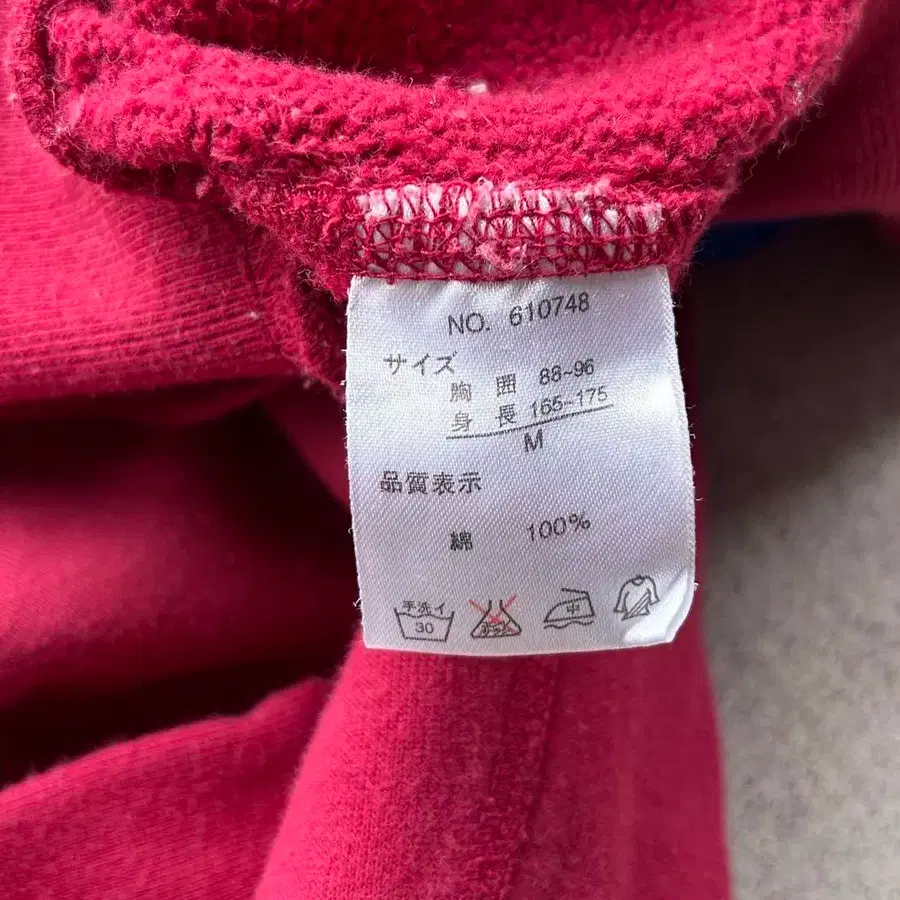 NO. 610748
サイズ
胸囲 88~96
身長 165~175
M
品質表示
綿 100%
手洗イ
30
中